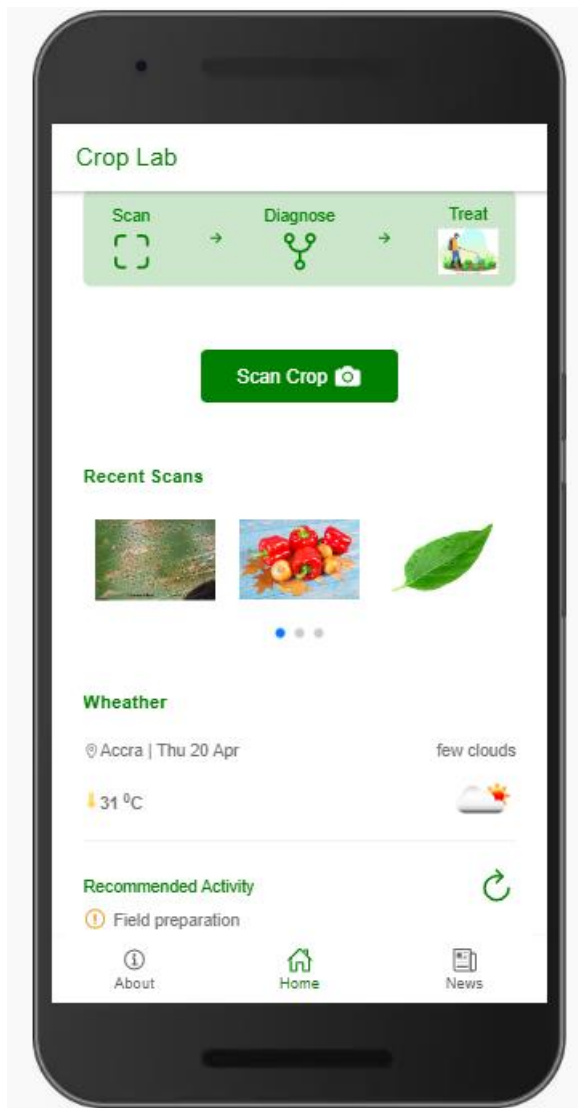 Crop Lab
Scan → Diagnose → Treat
Scan Crop
Recent Scans
Wheather
Accra | Thu 20 Apr few clouds
31 ⁰C
Recommended Activity
Field preparation
About Home News